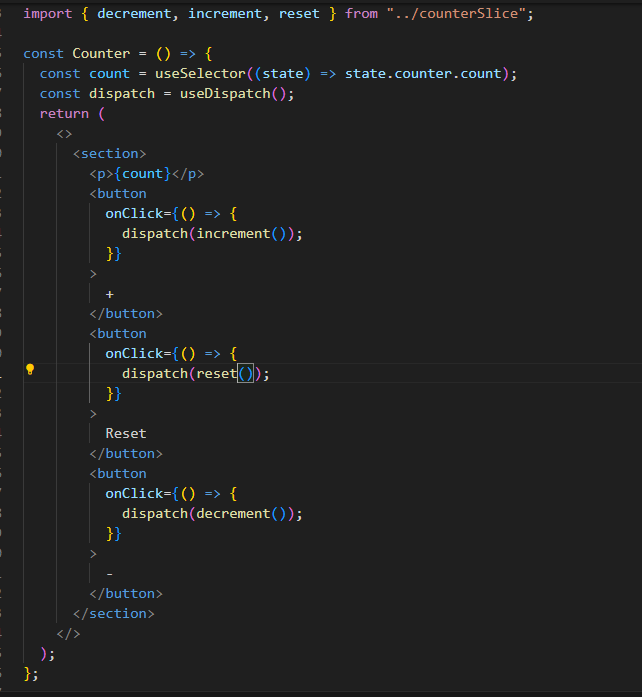 import { decrement, increment, reset } from "../counterSlice";

const Counter = () => {
  const count = useSelector((state) => state.counter.count);
  const dispatch = useDispatch();
  return (
    <>
      <section>
        <p>{count}</p>
        <button
          onClick={() => {
            dispatch(increment());
          }}
        >
          +
        </button>
        <button
          onClick={() => {
            dispatch(reset());
          }}
        >
          Reset
        </button>
        <button
          onClick={() => {
            dispatch(decrement());
          }}
        >
          -
        </button>
      </section>
    </>
  );
};